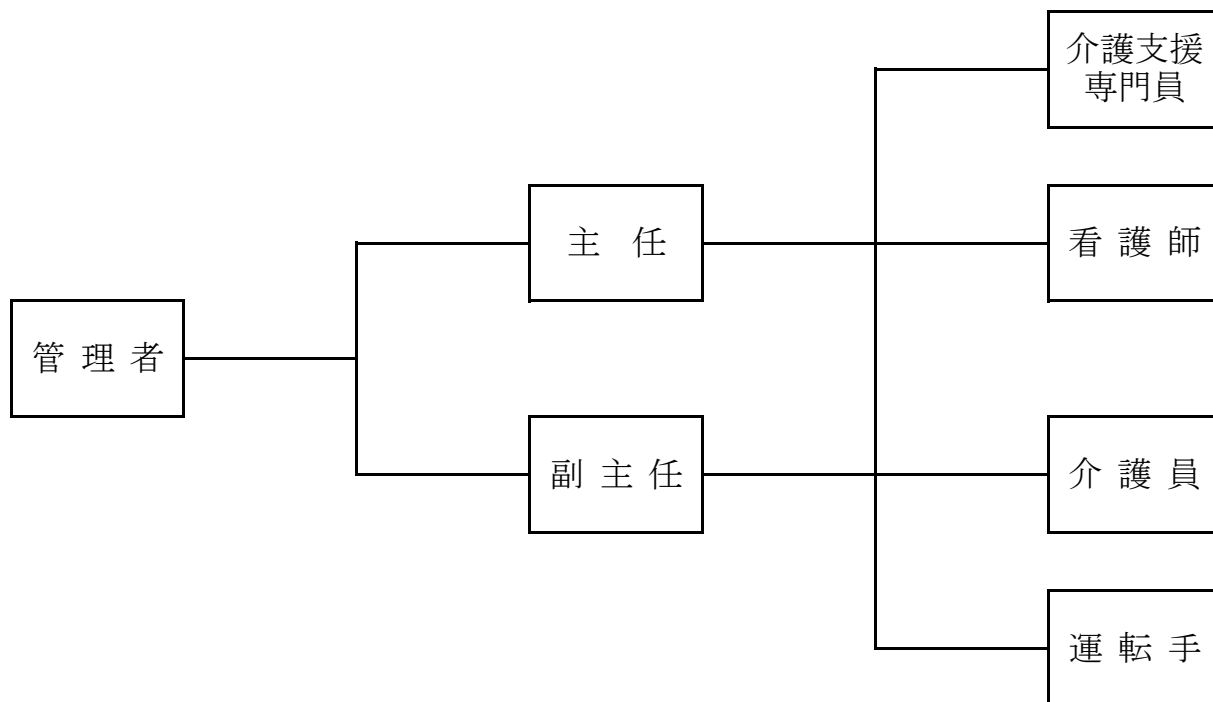 介護支援
専門員
主 任
看 護 師
管 理 者
副 主 任
介 護 員
運 転 手